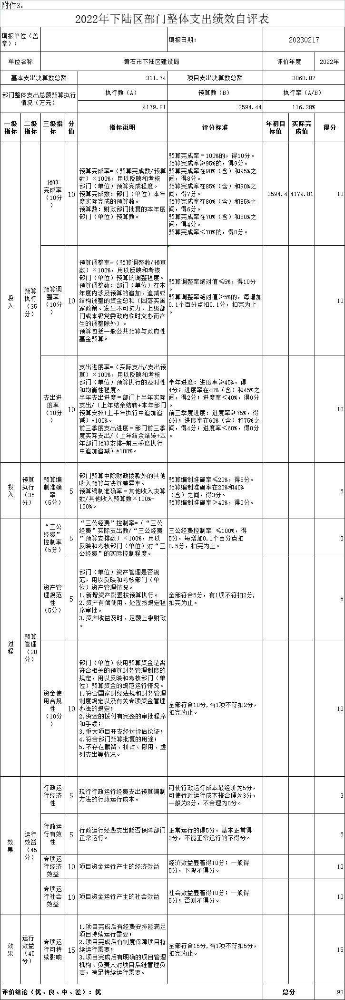 附件3：
2022年下陆区部门整体支出绩效自评表
填报单位（盖
章）：
填报日期：
20230217
单位名称
黄石市下陆区建设局
评价年度
2022年
基本支出决算数总额
311.74
项目支出决算数总额
3868.07
部门整体支出总额预算执行
情况（万元）
执行数（A）
预算数（B）
执行率（A/B）
4179.81
3594.44
116.28%
一级
指标
二级
指标
三级指
标
分
值
指标说明
评分标准
年初目
标值
实际完
成值
得分
投
入
预算
执行
（35
分）
预算
完成率
（10分
）
10
预算完成率=（预算完成数/预算
数）×100%，用以反映和考核
部门（单位）预算完成程度。
预算完成数：部门（单位）本年
度实际完成的预算数。
预算数：财政部门批复的本年度
部门（单位）预算数。
预算完成率＝100%的，得10分。
预算完成率≥95%的，得9分。
预算完成率在90%（含）和95%之
间，得8分。
预算完成率在85%（含）和90%之
间，得7分。
预算完成率在80%（含）和85%之
间，得6分。
预算完成率在70%（含）和80%之
间，得4分。
预算完成率＜70%的，得0分。
3594.4
4179.81
10
预算调
整率
（10分
）
10
预算调整率=（预算调整数/预算
数）×100%，用以反映和考核
部门（单位）预算的调整程度。
预算调整数：部门（单位）在本
年度内涉及预算的追加、追减或
结构调整的资金总和（因落实国
家政策、发生不可抗力、上级部
门或本级党委政府临时交办而产
生的调整除外）。
预算包括一般公共预算与政府性
基金预算。
预算调整率绝对值≤5%，得10分
。
预算调整率绝对值＞5%的，每增加
0.1个百分点扣0.1分，扣完为止。
10
支出进
度率
（10分
）
10
支出进度率=（实际支出/支出预
算）×100%，用以反映和考核
部门（单位）预算执行的及时性
和均衡性程度。
半年支出进度＝部门上半年实际
支出/（上年结余结转+本年部门
预算安排+上半年执行中追加追
减）*100%。
前三季度支出进度＝部门前三季
度实际支出/（上年结余结转+本
年部门预算安排+前三季度执行
中追加追减）*100%。
半年进度：进度率≥45%，得
4分；进度率在40%（含）和45%之
间，得2分；进度率＜40%，得0分
。
前三季度进度：进度率≥75%，得
6分；进度率在60%（含）和75%之
间，得4分；进度率＜60%，得0分
。
10
投
入
预算
执行
（35
分）
预算编
制准确
率
（5分）
5
部门预算中除财政拨款外的其他
收入预算与决算差异率。
预算编制准确率＝其他收入决算
数/其他收入预算数×100%-
100%。
预算编制准确率≤20%，得5分。
预算编制准确率在20%和40%
（含）之间，得3分。
预算编制准确率＞40%，得0分。
5
过
程
预算
管理
（20
分）
“三公
经费”
控制率
（5分）
5
“三公经费”控制率=（“三公
经费”实际支出数/“三公经费
”预算安排数）×100%，用以
反映和考核部门（单位）对“三
公经费”的实际控制程度。
三公经费控制率 ≤100%，得
5分，每增加0.1个百分点扣
0.5分，扣完为止。
0
资产管
理规范
性
（5分）
5
部门（单位）资产管理是否规
范，用以反映和考核部门（单
位）资产管理情况。
1.新增资产配置按预算执行。
2.资产有偿使用、处置按规定程
序审批。
3.资产收益及时、足额上缴财政
。
全部符合5分，有1项不符扣2分，
扣完为止。
5
资金使
用合规
性
（10分
）
10
部门（单位）使用预算资金是否
符合相关的预算财务管理制度的
规定，用以反映和考核部门（单
位）预算资金的规范运行情况。
1.符合国家财经法规和财务管理
制度规定以及有关专项资金管理
办法的规定；
2.资金的拨付有完整的审批程序
和手续；
3.重大项目开支经过评估论证；
4.符合部门预算批复的用途；
5.不存在截留、挤占、挪用、虚
列支出等情况。
全部符合10分，有1项不符扣2分，
扣完为止。
10
效
果
运行
效益
（45
分）
行政运
行经济
性
5
现行行政运行经费支出预算编制
方法的行政运行成本。
可使行政运行成本最经济为5分，
可使行政运行成本较合理为3分，
一般为2分，不合理为0分。
3
行政运
行有效
性
5
行政运行经费支出能否保障部门
正常运行。
正常运行的得5分，基本正常得
3分，不能正常运行的不得分。
5
专项运
行经济
效益
10
项目资金运行产生的经济效益
经济效益显著得10分；一般得
5分，下降不得分。
10
专项运
行社会
效益
10
项目资金运行产生的社会效益
社会效益显著得10分；一般得
5分；否则不得分。
10
效
果
运行
效益
（45
分）
专项运
行可持
续影响
15
1.项目完成后有经费安排能满足
项目持续运行需要；
2.项目完成后有制度保障项目持
续运行需要；
3.项目完成后有明确的项目管理
机构、负责人对项目后继管理负
责，满足持续运行需要。
全部符合15分，有1项不符扣5分，
扣完为止。
15
评价结论（优、良、中、差）：优
总分
93